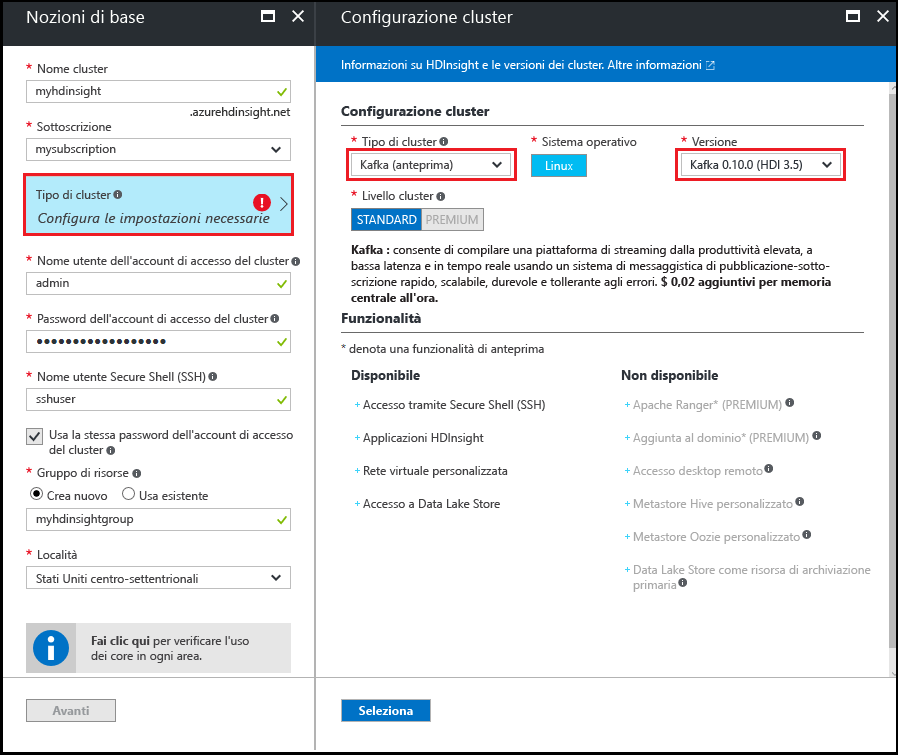 Nozioni di base
* Nome cluster
myhdinsight
.azurehdinsight.net
* Sottoscrizione
mysubscription
Tipo di cluster
Configura le impostazioni necessarie
* Nome utente dell'account di accesso del cluster
admin
* Password dell'account di accesso del cluster
••••••••••••••••••
* Nome utente Secure Shell (SSH)
sshuser
Usa la stessa password dell'account di accesso
del cluster
* Gruppo di risorse
Crea nuovo Usa esistente
myhdinsightgroup
* Località
Stati Uniti centro-settentrionali
Fai clic qui per verificare l'uso
dei core in ogni area.
Avanti
Configurazione cluster
Informazioni su HDInsight e le versioni dei cluster. Altre informazioni
Configurazione cluster
* Tipo di cluster
Kafka (anteprima)
* Sistema operativo
Linux
* Versione
Kafka 0.10.0 (HDI 3.5)
* Livello cluster
STANDARD PREMIUM
Kafka : consente di compilare una piattaforma di streaming dalla produttività elevata, a
bassa latenza e in tempo reale usando un sistema di messaggistica di pubblicazione-sotto-
scrizione rapido, scalabile, durevole e tollerante agli errori. $ 0,02 aggiuntivi per memoria
centrale all'ora.
Funzionalità
* denota una funzionalità di anteprima
Disponibile
+ Accesso tramite Secure Shell (SSH)
+ Applicazioni HDInsight
+ Rete virtuale personalizzata
+ Accesso a Data Lake Store
Non disponibile
+ Apache Ranger* (PREMIUM)
+ Aggiunta al dominio* (PREMIUM)
+ Accesso desktop remoto
+ Metastore Hive personalizzato
+ Metastore Oozie personalizzato
+ Data Lake Store come risorsa di archiviazione
primaria
Seleziona